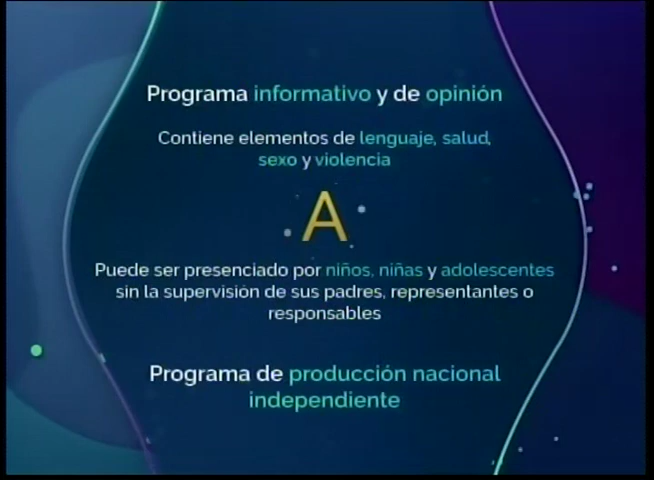 Programa informativo y de opinión
Contiene elementos de lenguaje, salud,
sexo y violencia
A
Puede ser presenciado por niños, niñas y adolescentes
sin la supervisión de sus padres, representantes o
responsables
Programa de producción nacional
independiente